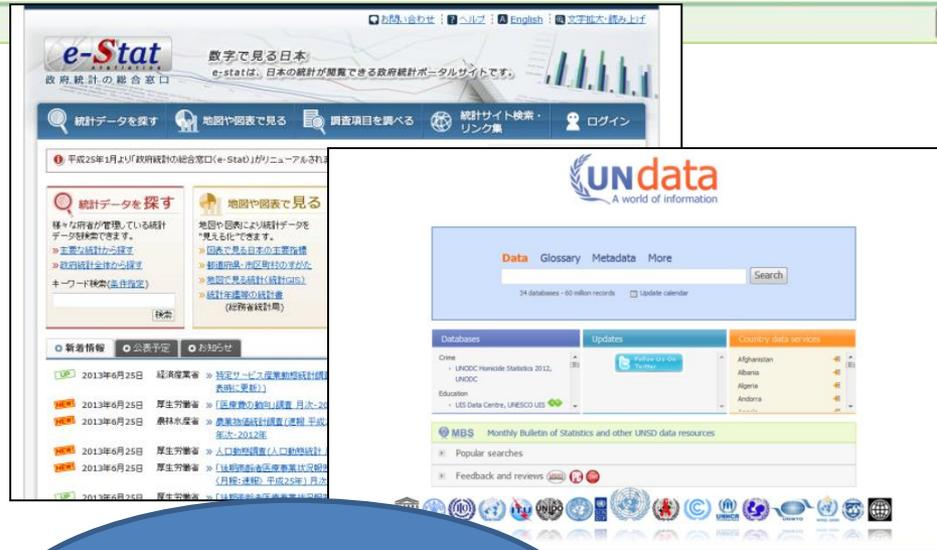 お問い合わせ ヘルプ English 文字拡大・読み上げ
e-Stat
政府統計の総合窓口
数字で見る日本
e-statは、日本の統計が閲覧できる政府統計ポータルサイトです。
統計データを探す 地図や図表で見る 調査項目を調べる 統計サイト検索・リンク集 ログイン
平成25年1月より「政府統計の総合窓口(e-Stat)」がリニューアルされ
統計データを探す
様々な府省が管理している統計
データを検索できます。
»主要な統計から探す
»政府統計全体から探す
キーワード検索(条件指定)
検索
地図や図表で見る
地図や図表により統計データを
"見える化"できます。
»図表で見る日本の主要指標
»都道府県・市区町村のすがた
»地図で見る統計(統計GIS)
»統計年鑑等の統計書
(総務省統計局)
新着情報 公表予定 お知らせ
UP 2013年6月25日 経済産業省 » 特定サービス産業動態統計調
表時に更新))
NEW! 2013年6月25日 厚生労働省 » 「医療費の動向」調査 月次-20
NEW! 2013年6月25日 農林水産省 » 農業物価統計調査(速報 平成
年次-2012年
NEW! 2013年6月25日 厚生労働省 » 人口動態調査(人口動態統計
NEW! 2013年6月25日 厚生労働省 » 「後期高齢者医療事業状況報
(月報:速報) 平成25年) 月次
UP 2013年6月25日 厚生労働省
UNdata
A world of information
Data Glossary Metadata More
Search
34 databases - 60 million records Update calendar
Databases
Crime
UNODC Homicide Statistics 2012,
UNODC
Education
UIS Data Centre, UNESCO UIS
Updates
Follow Us On
Twitter
Country data services
Afghanistan
Albania
Algeria
Andorra
MBS Monthly Bulletin of Statistics and other UNSD data resources
Popular searches
Feedback and reviews